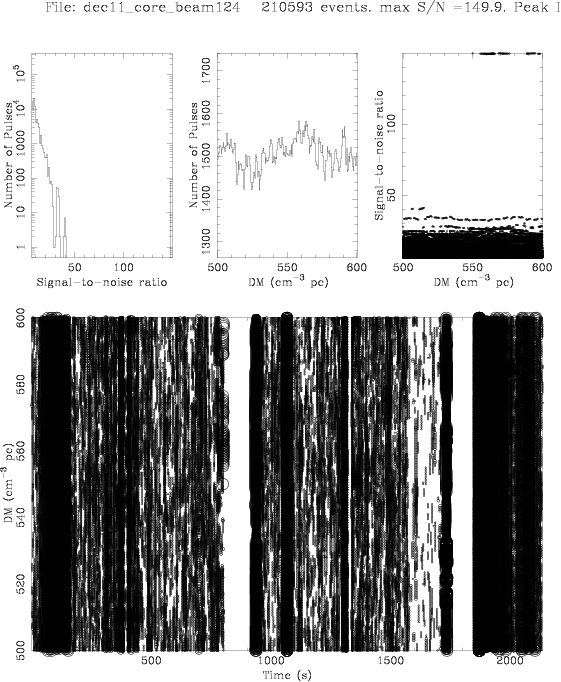 File: dec11_core_beam124 210593 events. max S/N =149.9. Peak
Number of Pulses
10⁵
10⁴
1000
100
10
1
50 100
Signal-to-noise ratio
Number of Pulses
1700
1600
1500
1400
1300
500 550 600
DM (cm⁻³ pc)
Signal-to-noise ratio
100
50
500 550 600
DM (cm⁻³ pc)
DM (cm⁻³ pc)
600
580
560
540
520
500
500 1000 1500 2000
Time (s)